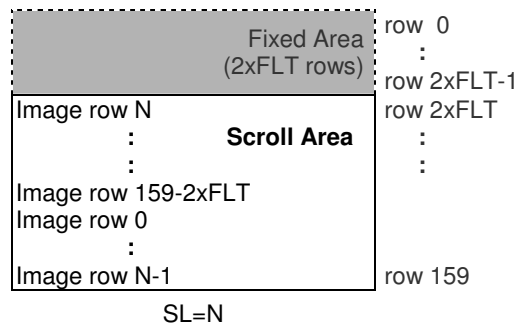 Fixed Area
(2xFLT rows)
row 0
:
row 2xFLT-1
Image row N
row 2xFLT
: Scroll Area :
: :
Image row 159-2xFLT
Image row 0
:
Image row N-1
row 159
SL=N